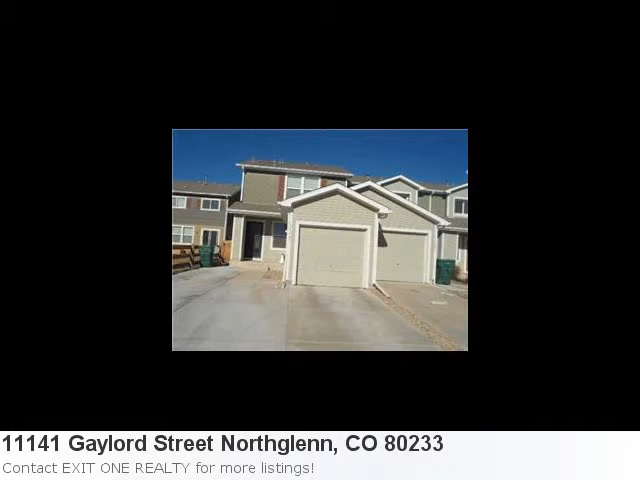 11141 Gaylord Street Northglenn, CO 80233
Contact EXIT ONE REALTY for more listings!